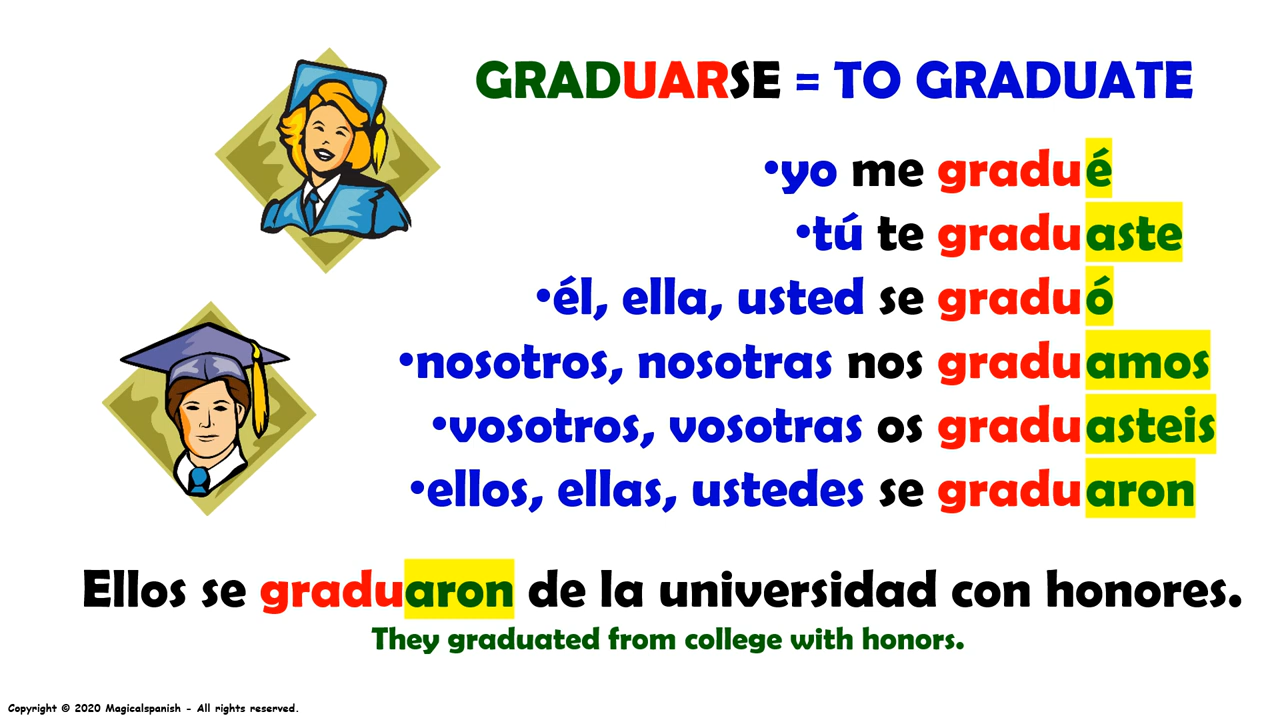 GRADUARSE = TO GRADUATE
•yo me gradué
•tú te graduaste
•él, ella, usted se graduó
•nosotros, nosotras nos graduamos
•vosotros, vosotras os graduasteis
•ellos, ellas, ustedes se graduaron
Ellos se graduaron de la universidad con honores.
They graduated from college with honors.
Copyright © 2020 Magicalspanish - All rights reserved.